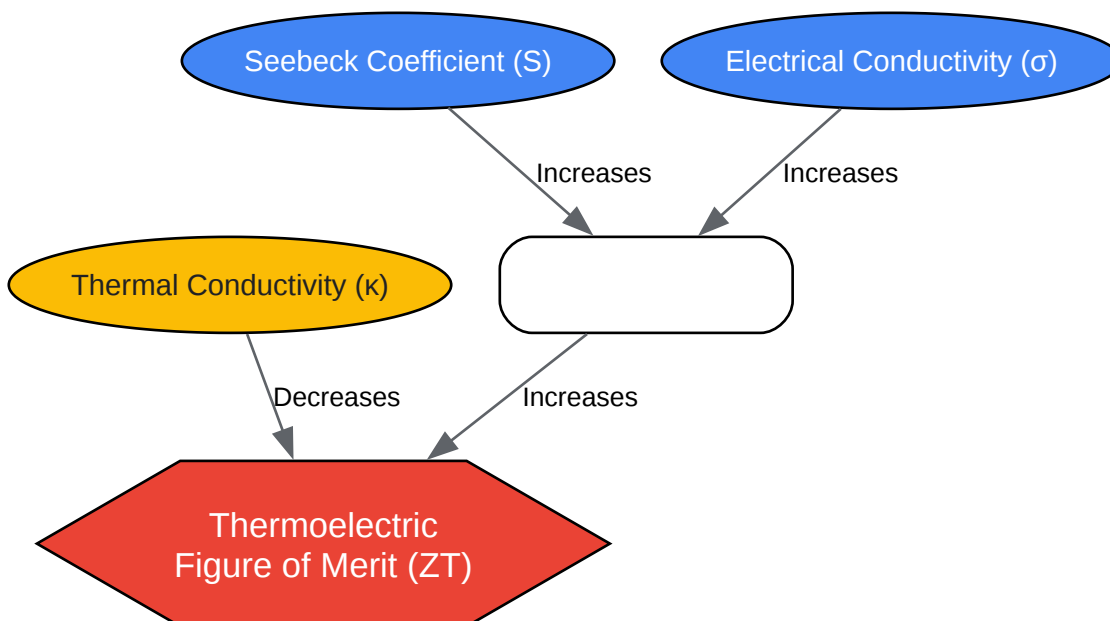 Seebeck Coefficient (S)
Electrical Conductivity (σ)
Increases
Increases
Thermal Conductivity (κ)
Decreases
Increases
Thermoelectric
Figure of Merit (ZT)